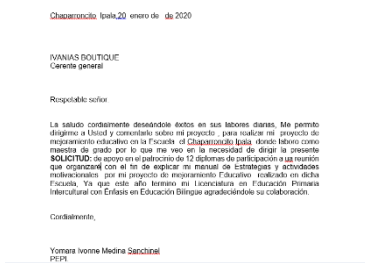 Chaparroncito Ipala,20 enero de de 2020
IVANIAS BOUTIQUE
Gerente general
Respetable señor
La saludo cordialmente deseándole éxitos en sus labores diarias, Me permito
dirigirme a Usted y comentarlo sobre mi proyecto , para realizar mi proyecto de
mejoramiento educativo en la Escuela el Chaparroncito Ipala donde laboro como
maestra de grado por lo que me veo en la necesidad de dirigir la presente
SOLICITUD: de apoyo en el patrocinio de 12 diplomas de participación a ua reunión
que organizaré con el fin de explicar mi manual de Estrategias y actividades
motivacionales por mi proyecto de mejoramiento Educativo realizado en dicha
Escuela, Ya que este año termino mi Licenciatura en Educación Primaria
Intercultural con Énfasis en Educación Bilingue agradeciéndole su colaboración.
Cordialmente,
Yomara Ivonne Medina Sanchinel
PEPI.